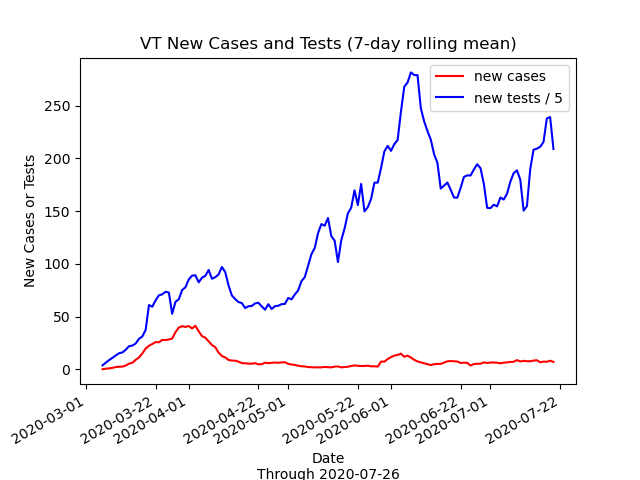 VT New Cases and Tests (7-day rolling mean)
new cases
new tests / 5
New Cases or Tests
250
200
150
100
50
0
2020-03-01
2020-03-22
2020-04-01
2020-04-22
2020-05-01
2020-05-22
2020-06-01
2020-06-22
2020-07-01
2020-07-22
Date
Through 2020-07-26